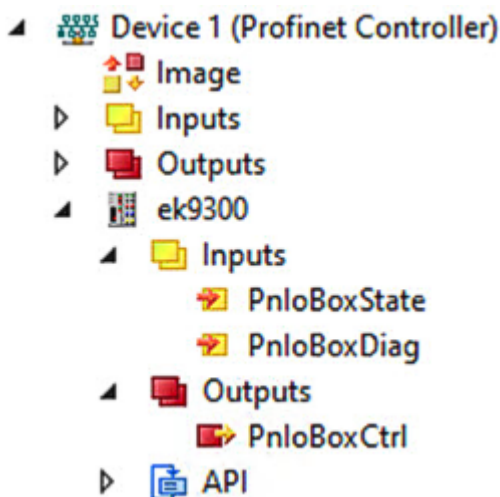 Device 1 (Profinet Controller)
Image
Inputs
Outputs
ek9300
Inputs
PnIoBoxState
PnIoBoxDiag
Outputs
PnIoBoxCtrl
API